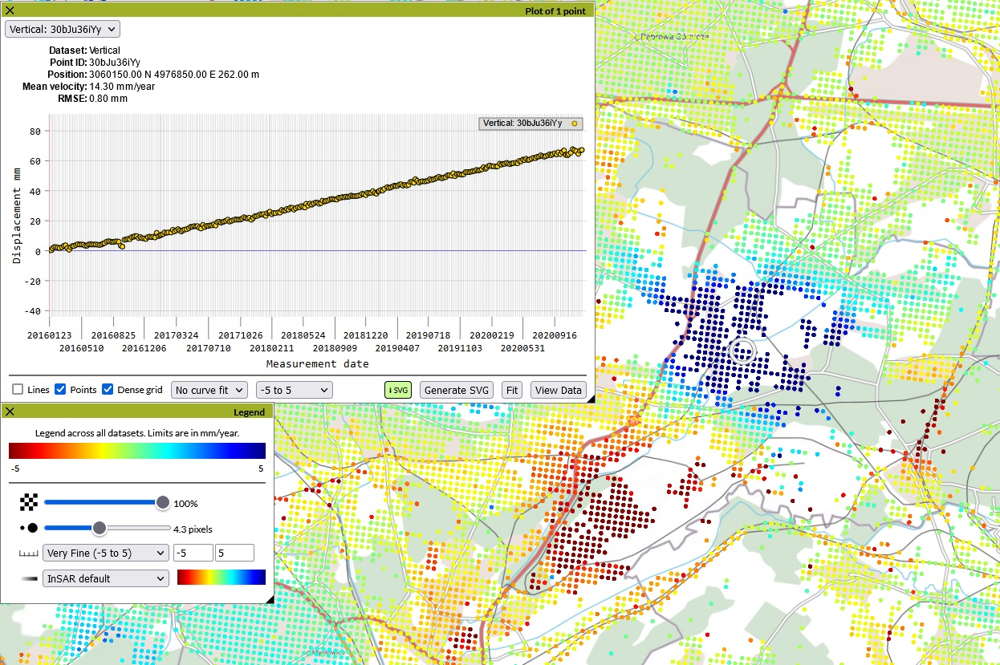 Plot of 1 point
Vertical: 30bJu36iYy
Dataset: Vertical
Point ID: 30bJu36iYy
Position: 3060150.00 N 4976850.00 E 262.00 m
Mean velocity: 14.30 mm/year
RMSE: 0.80 mm
Vertical: 30bJu36iYy
80
60
40
20
0
-20
-40
Displacement mm
20160123 20160825 20170324 20171026 20180524 20181220 20190718 20200219 20200916
20160510 20161206 20170710 20180211 20180909 20190407 20191103 20200531
Measurement date
Lines Points Dense grid No curve fit -5 to 5 ↓SVG Generate SVG Fit View Data
Legend
Legend across all datasets. Limits are in mm/year.
-5 5
100%
4.3 pixels
Very Fine (-5 to 5) -5 5
InSAR default
Dąbrowa Górnicza